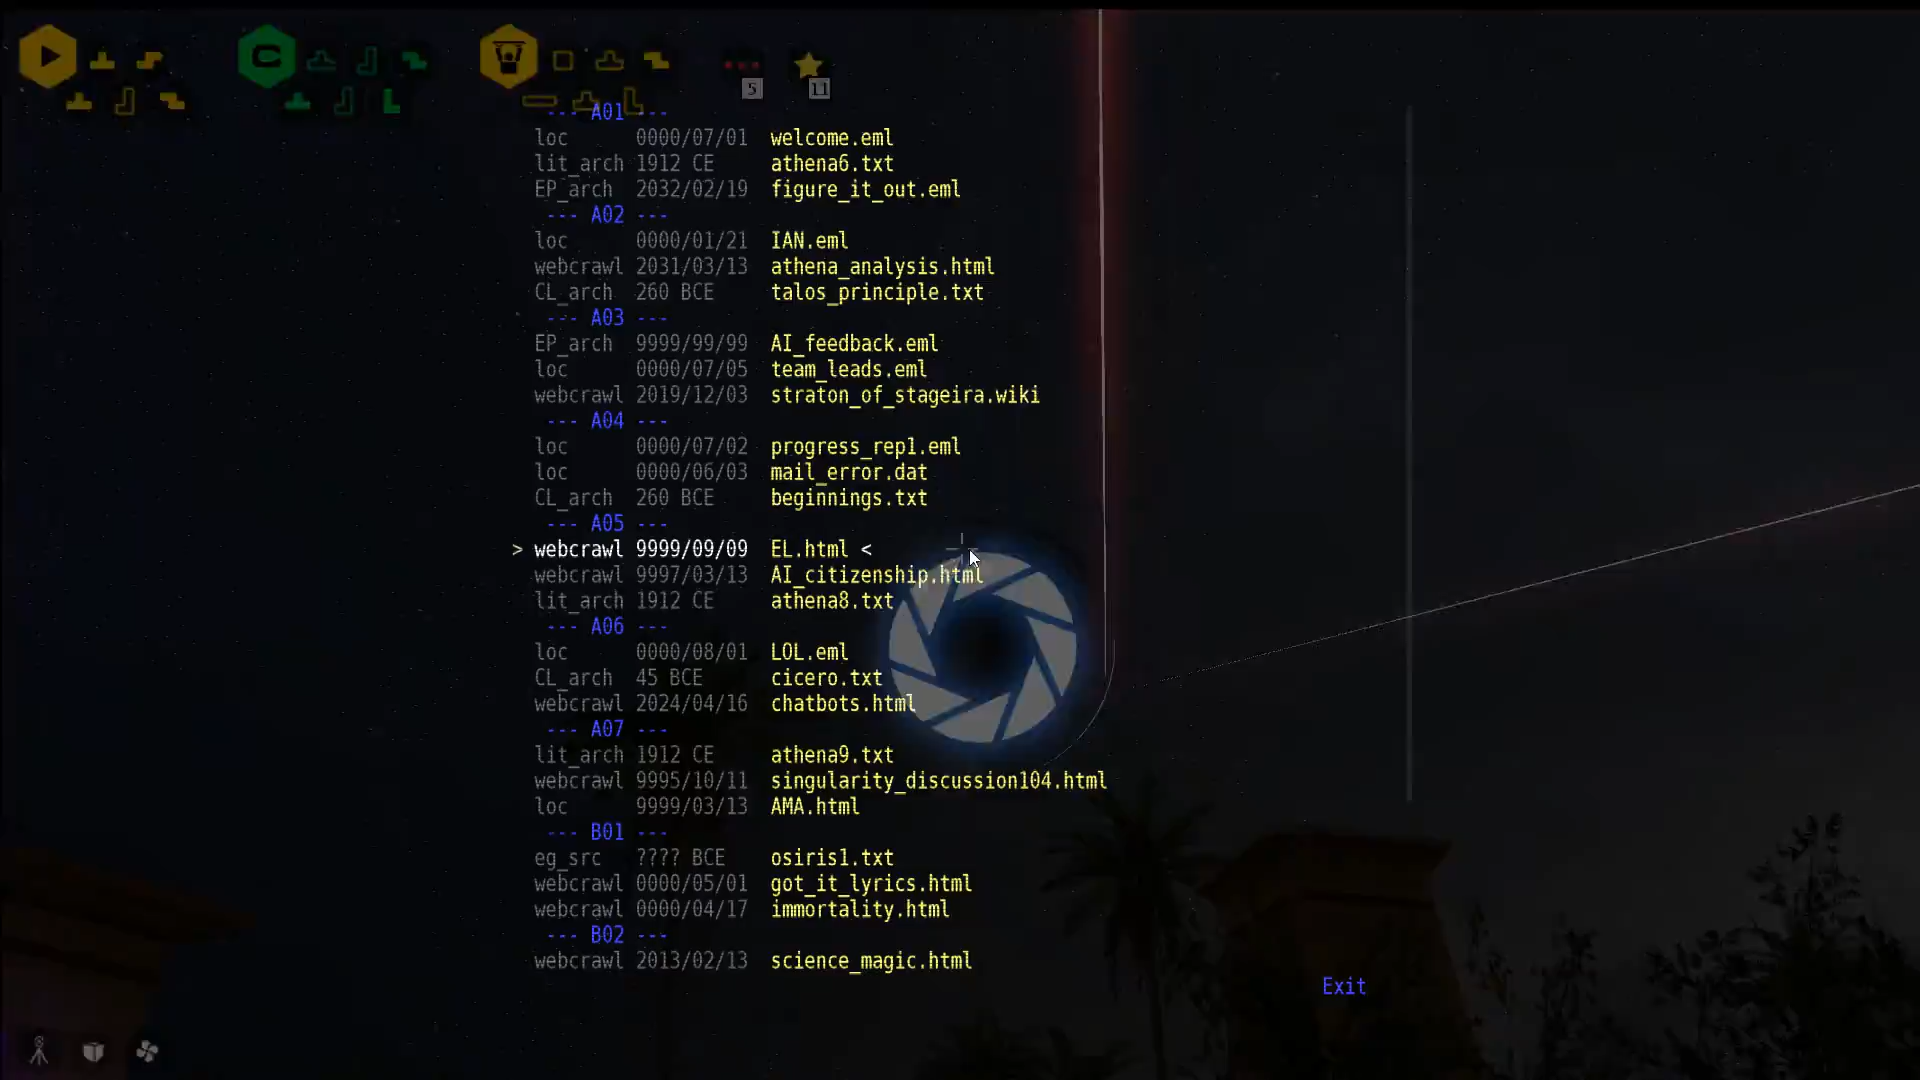 C
5 11
--- A01 ---
loc 0000/07/01 welcome.eml
lit_arch 1912 CE athena6.txt
EP_arch 2032/02/19 figure_it_out.eml
--- A02 ---
loc 0000/01/21 IAN.eml
webcrawl 2031/03/13 athena_analysis.html
CL_arch 260 BCE talos_principle.txt
--- A03 ---
EP_arch 9999/99/99 AI_feedback.eml
loc 0000/07/05 team_leads.eml
webcrawl 2019/12/03 straton_of_stageira.wiki
--- A04 ---
loc 0000/07/02 progress_rep1.eml
loc 0000/06/03 mail_error.dat
CL_arch 260 BCE beginnings.txt
--- A05 ---
> webcrawl 9999/09/09 EL.html <
webcrawl 9997/03/13 AI_citizenship.html
lit_arch 1912 CE athena8.txt
--- A06 ---
loc 0000/08/01 LOL.eml
CL_arch 45 BCE cicero.txt
webcrawl 2024/04/16 chatbots.html
--- A07 ---
lit_arch 1912 CE athena9.txt
webcrawl 9995/10/11 singularity_discussion104.html
loc 9999/03/13 AMA.html
--- B01 ---
eg_src ???? BCE osiris1.txt
webcrawl 0000/05/01 got_it_lyrics.html
webcrawl 0000/04/17 immortality.html
--- B02 ---
webcrawl 2013/02/13 science_magic.html
Exit